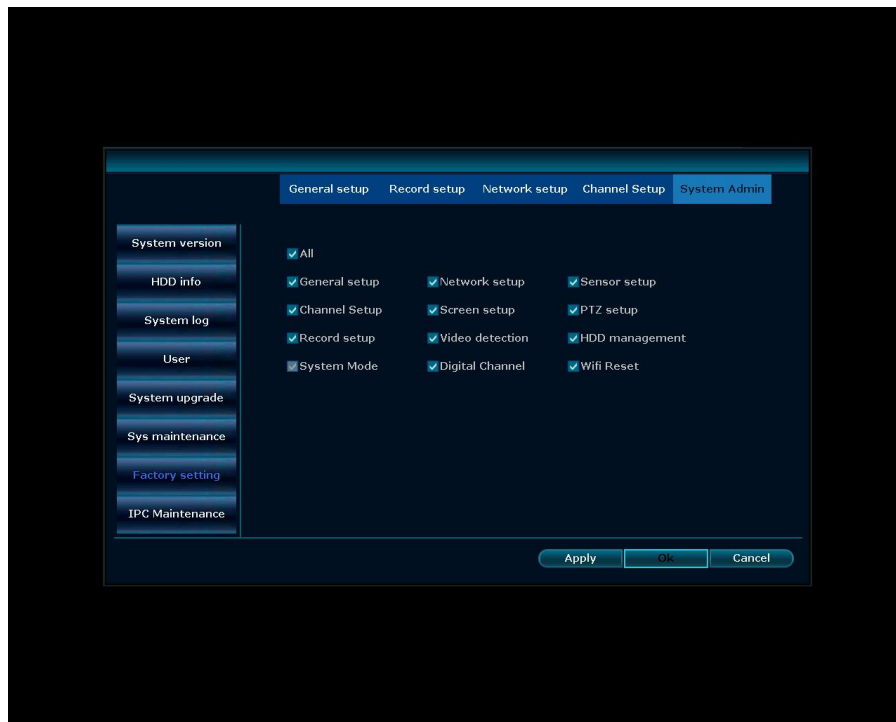 General setup Record setup Network setup Channel Setup System Admin
System version
HDD info
System log
User
System upgrade
Sys maintenance
Factory setting
IPC Maintenance
All
General setup Network setup Sensor setup
Channel Setup Screen setup PTZ setup
Record setup Video detection HDD management
System Mode Digital Channel Wifi Reset
Apply Ok Cancel